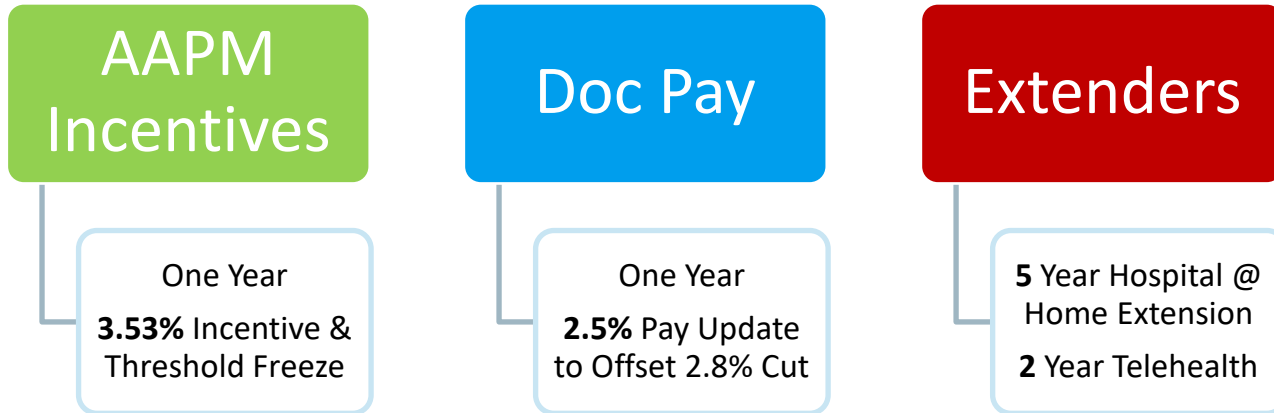 AAPM
Incentives
One Year
3.53% Incentive &
Threshold Freeze
Doc Pay
One Year
2.5% Pay Update
to Offset 2.8% Cut
Extenders
5 Year Hospital @
Home Extension
2 Year Telehealth